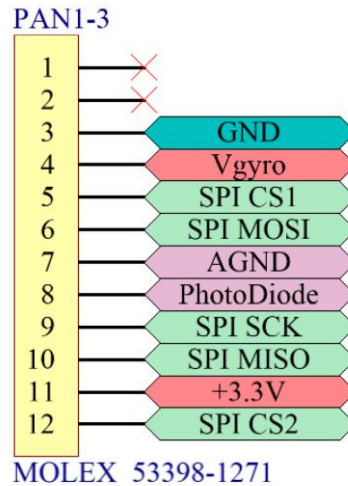 PAN1-3
1
2
3 GND
4 Vgyro
5 SPI CS1
6 SPI MOSI
7 AGND
8 PhotoDiode
9 SPI SCK
10 SPI MISO
11 +3.3V
12 SPI CS2
MOLEX 53398-1271